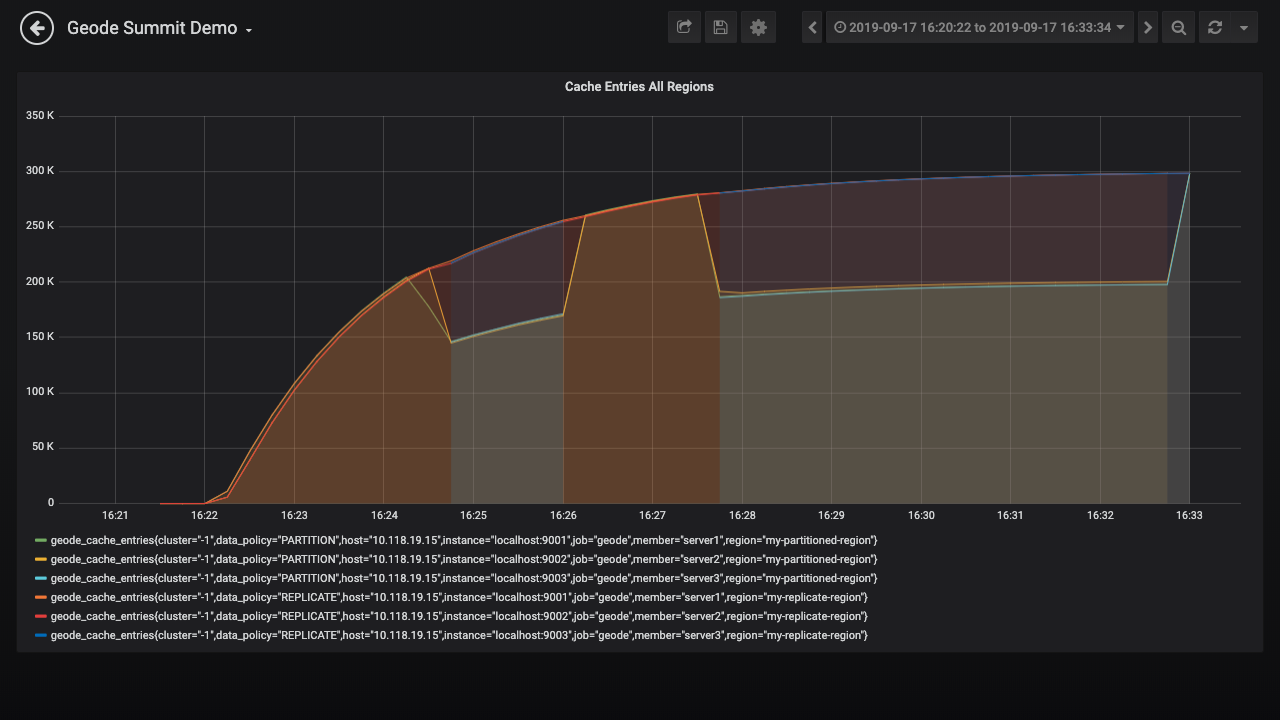 Geode Summit Demo
2019-09-17 16:20:22 to 2019-09-17 16:33:34
Cache Entries All Regions
350 K
300 K
250 K
200 K
150 K
100 K
50 K
0
16:21 16:22 16:23 16:24 16:25 16:26 16:27 16:28 16:29 16:30 16:31 16:32 16:33
geode_cache_entries{cluster="-1",data_policy="PARTITION",host="10.118.19.15",instance="localhost:9001",job="geode",member="server1",region="my-partitioned-region"}
geode_cache_entries{cluster="-1",data_policy="PARTITION",host="10.118.19.15",instance="localhost:9002",job="geode",member="server2",region="my-partitioned-region"}
geode_cache_entries{cluster="-1",data_policy="PARTITION",host="10.118.19.15",instance="localhost:9003",job="geode",member="server3",region="my-partitioned-region"}
geode_cache_entries{cluster="-1",data_policy="REPLICATE",host="10.118.19.15",instance="localhost:9001",job="geode",member="server1",region="my-replicate-region"}
geode_cache_entries{cluster="-1",data_policy="REPLICATE",host="10.118.19.15",instance="localhost:9002",job="geode",member="server2",region="my-replicate-region"}
geode_cache_entries{cluster="-1",data_policy="REPLICATE",host="10.118.19.15",instance="localhost:9003",job="geode",member="server3",region="my-replicate-region"}